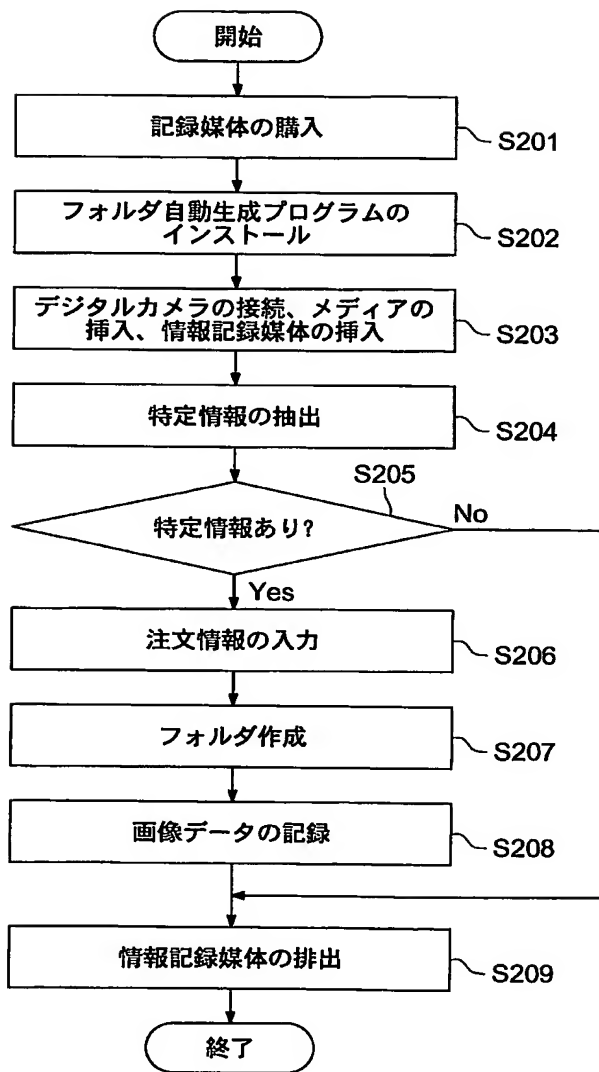 開始
記録媒体の購入
S201
フォルダ自動生成プログラムの
インストール
S202
デジタルカメラの接続、メディアの
挿入、情報記録媒体の挿入
S203
特定情報の抽出
S204
S205
特定情報あり?
No
Yes
注文情報の入力
S206
フォルダ作成
S207
画像データの記録
S208
情報記録媒体の排出
S209
終了